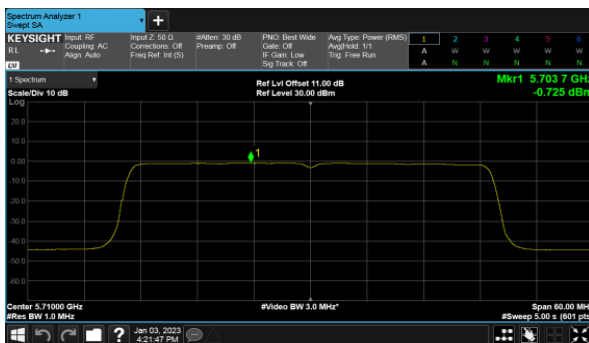 Spectrum Analyzer 1
Swept SA
+
KEYSIGHT
RL
Input: RF
Coupling: AC
Align: Auto
Input Z: 50 Ω
Corrections: Off
Freq Ref: Int (S)
#Atten: 30 dB
Preamp: Off
PNO: Best Wide
Gate: Off
IF Gain: Low
Sig Track: Off
Avg Type: Power (RMS)
Avg|Hold: 1/1
Trig: Free Run
1 2 3 4 5 6
A W W W W W
A N N N N N
1 Spectrum
Scale/Div 10 dB
Log
Ref Lvl Offset 11.00 dB
Ref Level 30.00 dBm
Mkr1 5.703 7 GHz
-0.725 dBm
20.0
10.0
0.00
-10.0
-20.0
-30.0
-40.0
-50.0
-60.0
1
Center 5.71000 GHz
#Res BW 1.0 MHz
#Video BW 3.0 MHz*
Span 60.00 MHz
#Sweep 5.00 s (601 pts)
?
Jan 03, 2023
4:21:47 PM